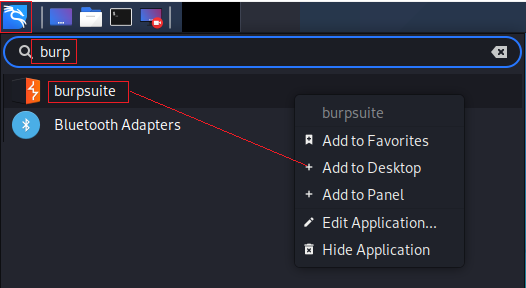 burp
burpsuite
Bluetooth Adapters
burpsuite
Add to Favorites
Add to Desktop
Add to Panel
Edit Application...
Hide Application